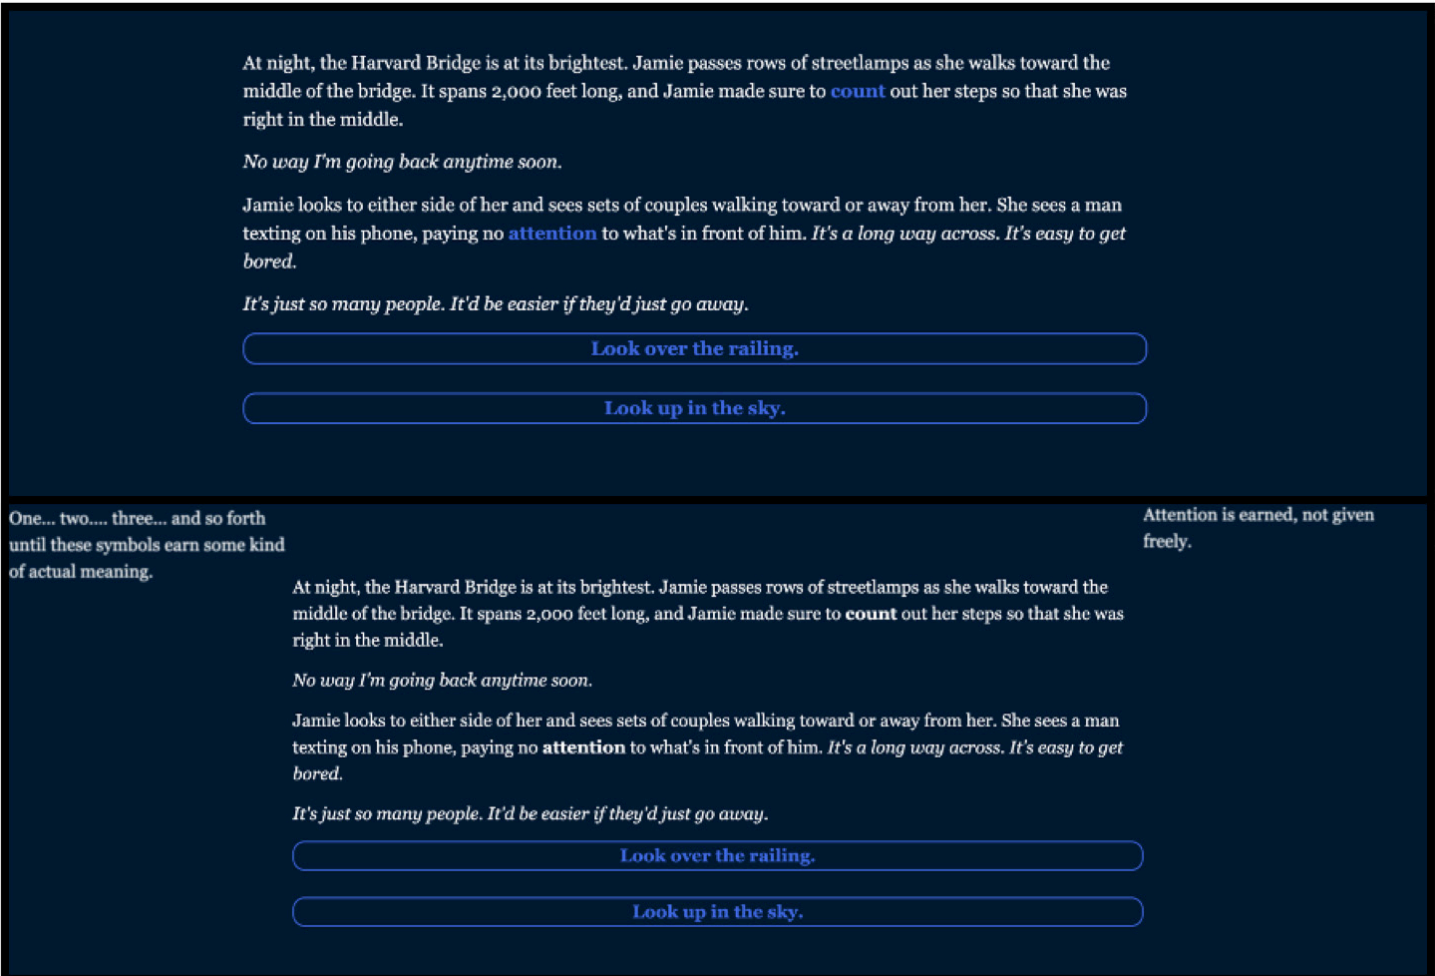 At night, the Harvard Bridge is at its brightest. Jamie passes rows of streetlamps as she walks toward the
middle of the bridge. It spans 2,000 feet long, and Jamie made sure to count out her steps so that she was
right in the middle.
No way I'm going back anytime soon.
Jamie looks to either side of her and sees sets of couples walking toward or away from her. She sees a man
texting on his phone, paying no attention to what's in front of him. It's a long way across. It's easy to get
bored.
It's just so many people. It'd be easier if they'd just go away.
Look over the railing.
Look up in the sky.
One... two.... three... and so forth
until these symbols earn some kind
of actual meaning.
Attention is earned, not given
freely.
At night, the Harvard Bridge is at its brightest. Jamie passes rows of streetlamps as she walks toward the
middle of the bridge. It spans 2,000 feet long, and Jamie made sure to count out her steps so that she was
right in the middle.
No way I'm going back anytime soon.
Jamie looks to either side of her and sees sets of couples walking toward or away from her. She sees a man
texting on his phone, paying no attention to what's in front of him. It's a long way across. It's easy to get
bored.
It's just so many people. It'd be easier if they'd just go away.
Look over the railing.
Look up in the sky.